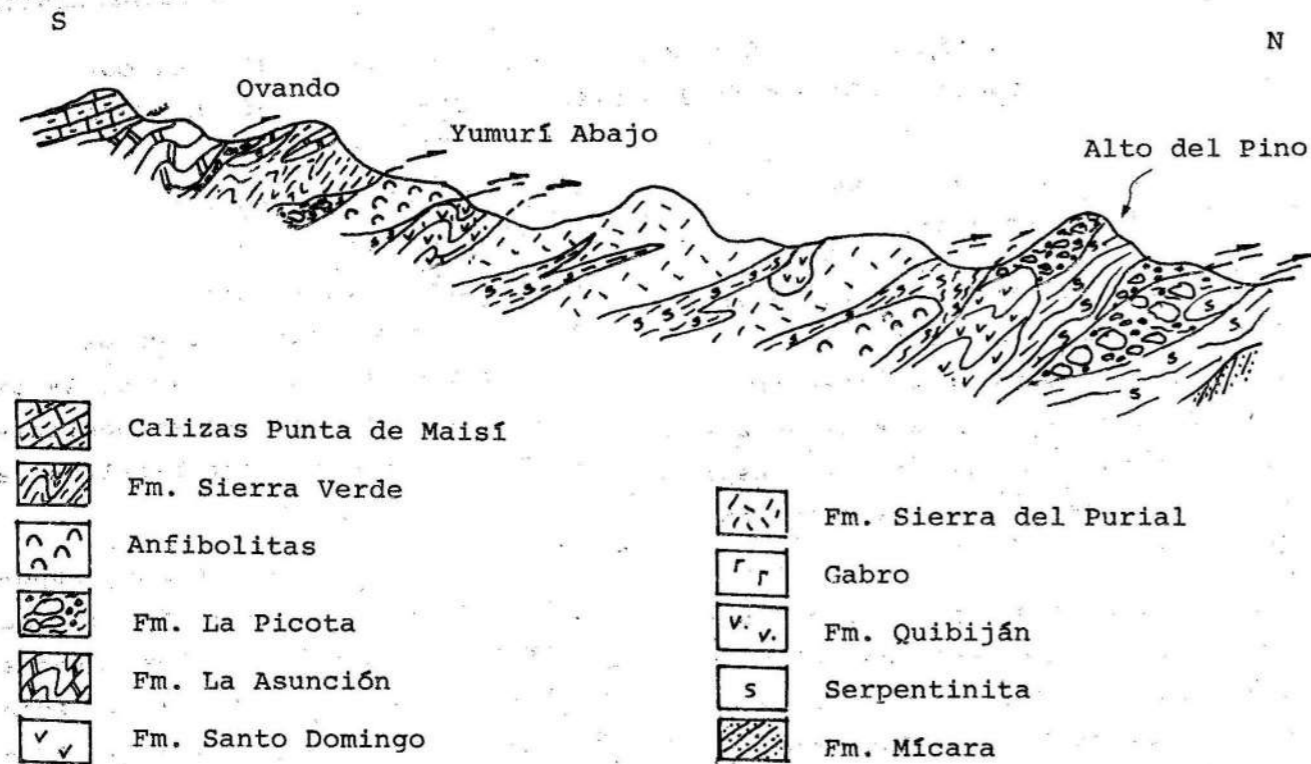 S
N
Ovando
Yumurí Abajo
Alto del Pino
Calizas Punta de Maisí
Fm. Sierra Verde
Anfibolitas
Fm. La Picota
Fm. La Asunción
Fm. Santo Domingo
Fm. Sierra del Purial
Gabro
Fm. Quibiján
s Serpentinita
Fm. Mícara